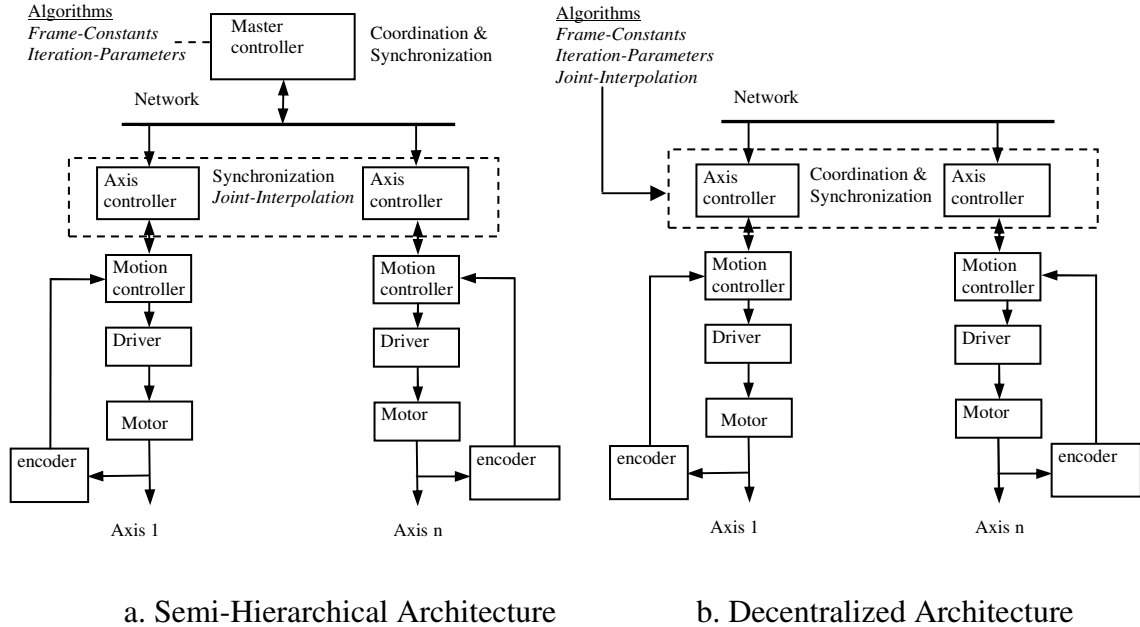 Algorithms
Frame-Constants
Iteration-Parameters
Master
controller
Coordination &
Synchronization
Network
Axis
controller
Synchronization
Joint-Interpolation
Axis
controller
Motion
controller
Motion
controller
Driver
Driver
Motor
Motor
encoder
encoder
Axis 1
Axis n
a. Semi-Hierarchical Architecture
Algorithms
Frame-Constants
Iteration-Parameters
Joint-Interpolation
Network
Axis
controller
Coordination &
Synchronization
Axis
controller
Motion
controller
Motion
controller
Driver
Driver
Motor
Motor
encoder
encoder
Axis 1
Axis n
b. Decentralized Architecture